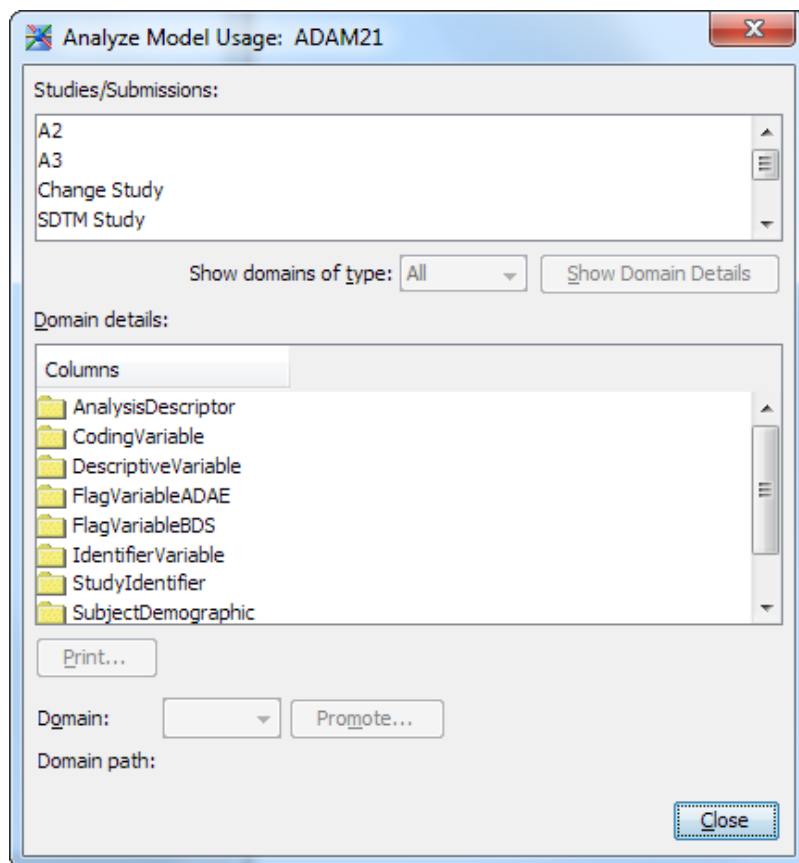 Analyze Model Usage: ADAM21
Studies/Submissions:
A2
A3
Change Study
SDTM Study
Show domains of type: All Show Domain Details
Domain details:
Columns
AnalysisDescriptor
CodingVariable
DescriptiveVariable
FlagVariableADAE
FlagVariableBDS
IdentifierVariable
StudyIdentifier
SubjectDemographic
Print...
Domain: Promote...
Domain path:
Close